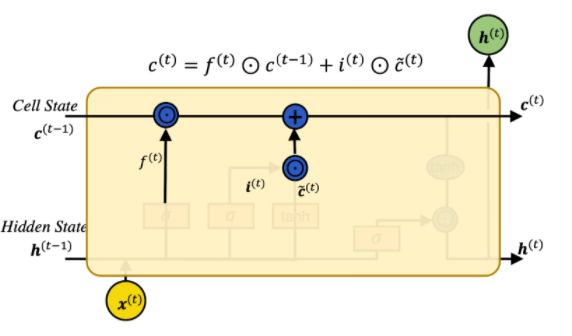 h^(t)
c^(t) = f^(t) ⊙ c^(t-1) + i^(t) ⊙ c̃^(t)
Cell State
c^(t-1)
c^(t)
f^(t)
i^(t)
c̃^(t)
tanh
σ
σ
tanh
σ
Hidden State
h^(t-1)
h^(t)
x^(t)